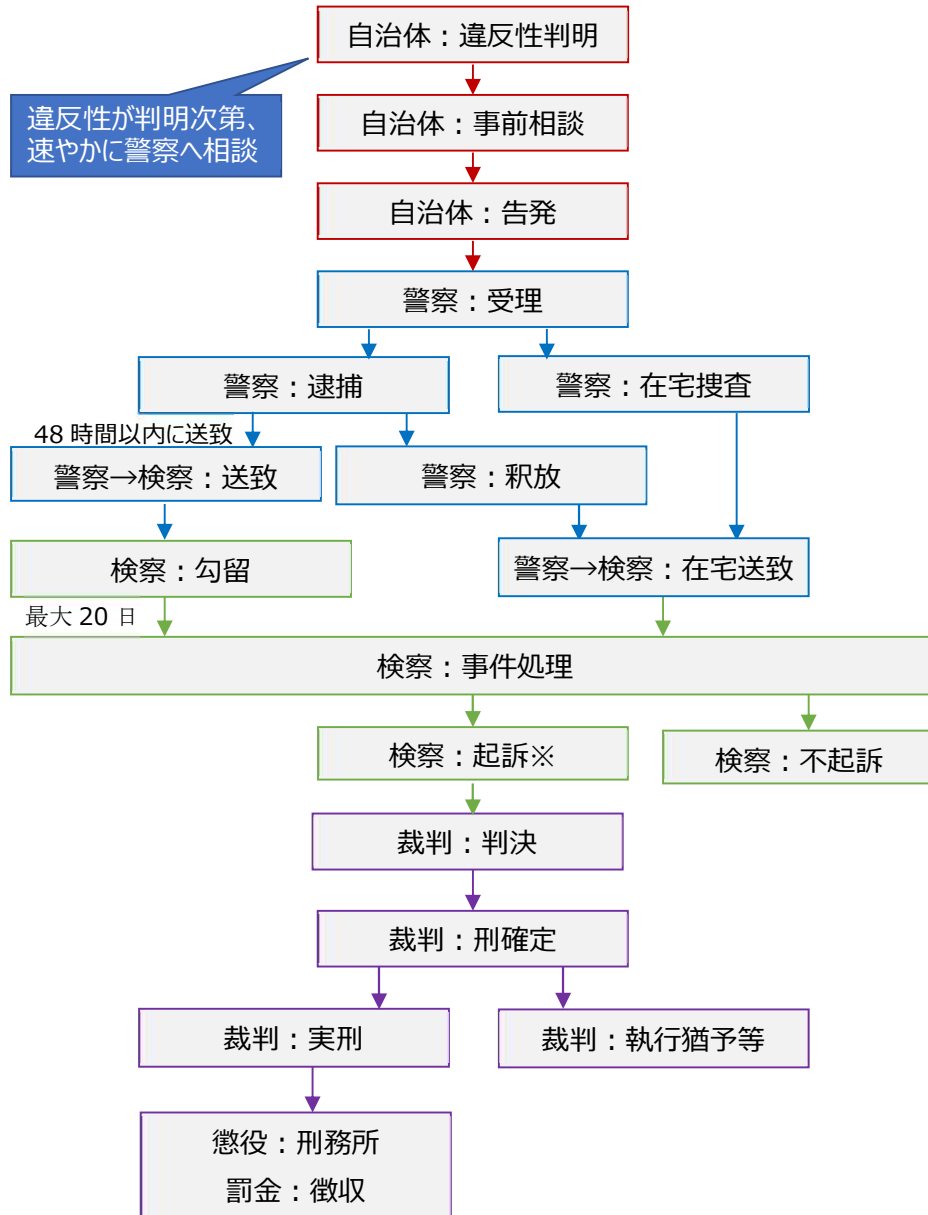 自治体：違反性判明
違反性が判明次第、
速やかに警察へ相談
自治体：事前相談
自治体：告発
警察：受理
警察：逮捕
警察：在宅捜査
48 時間以内に送致
警察→検察：送致
警察：釈放
検察：勾留
警察→検察：在宅送致
最大 20 日
検察：事件処理
検察：起訴※
検察：不起訴
裁判：判決
裁判：刑確定
裁判：実刑
裁判：執行猶予等
懲役：刑務所
罰金：徴収